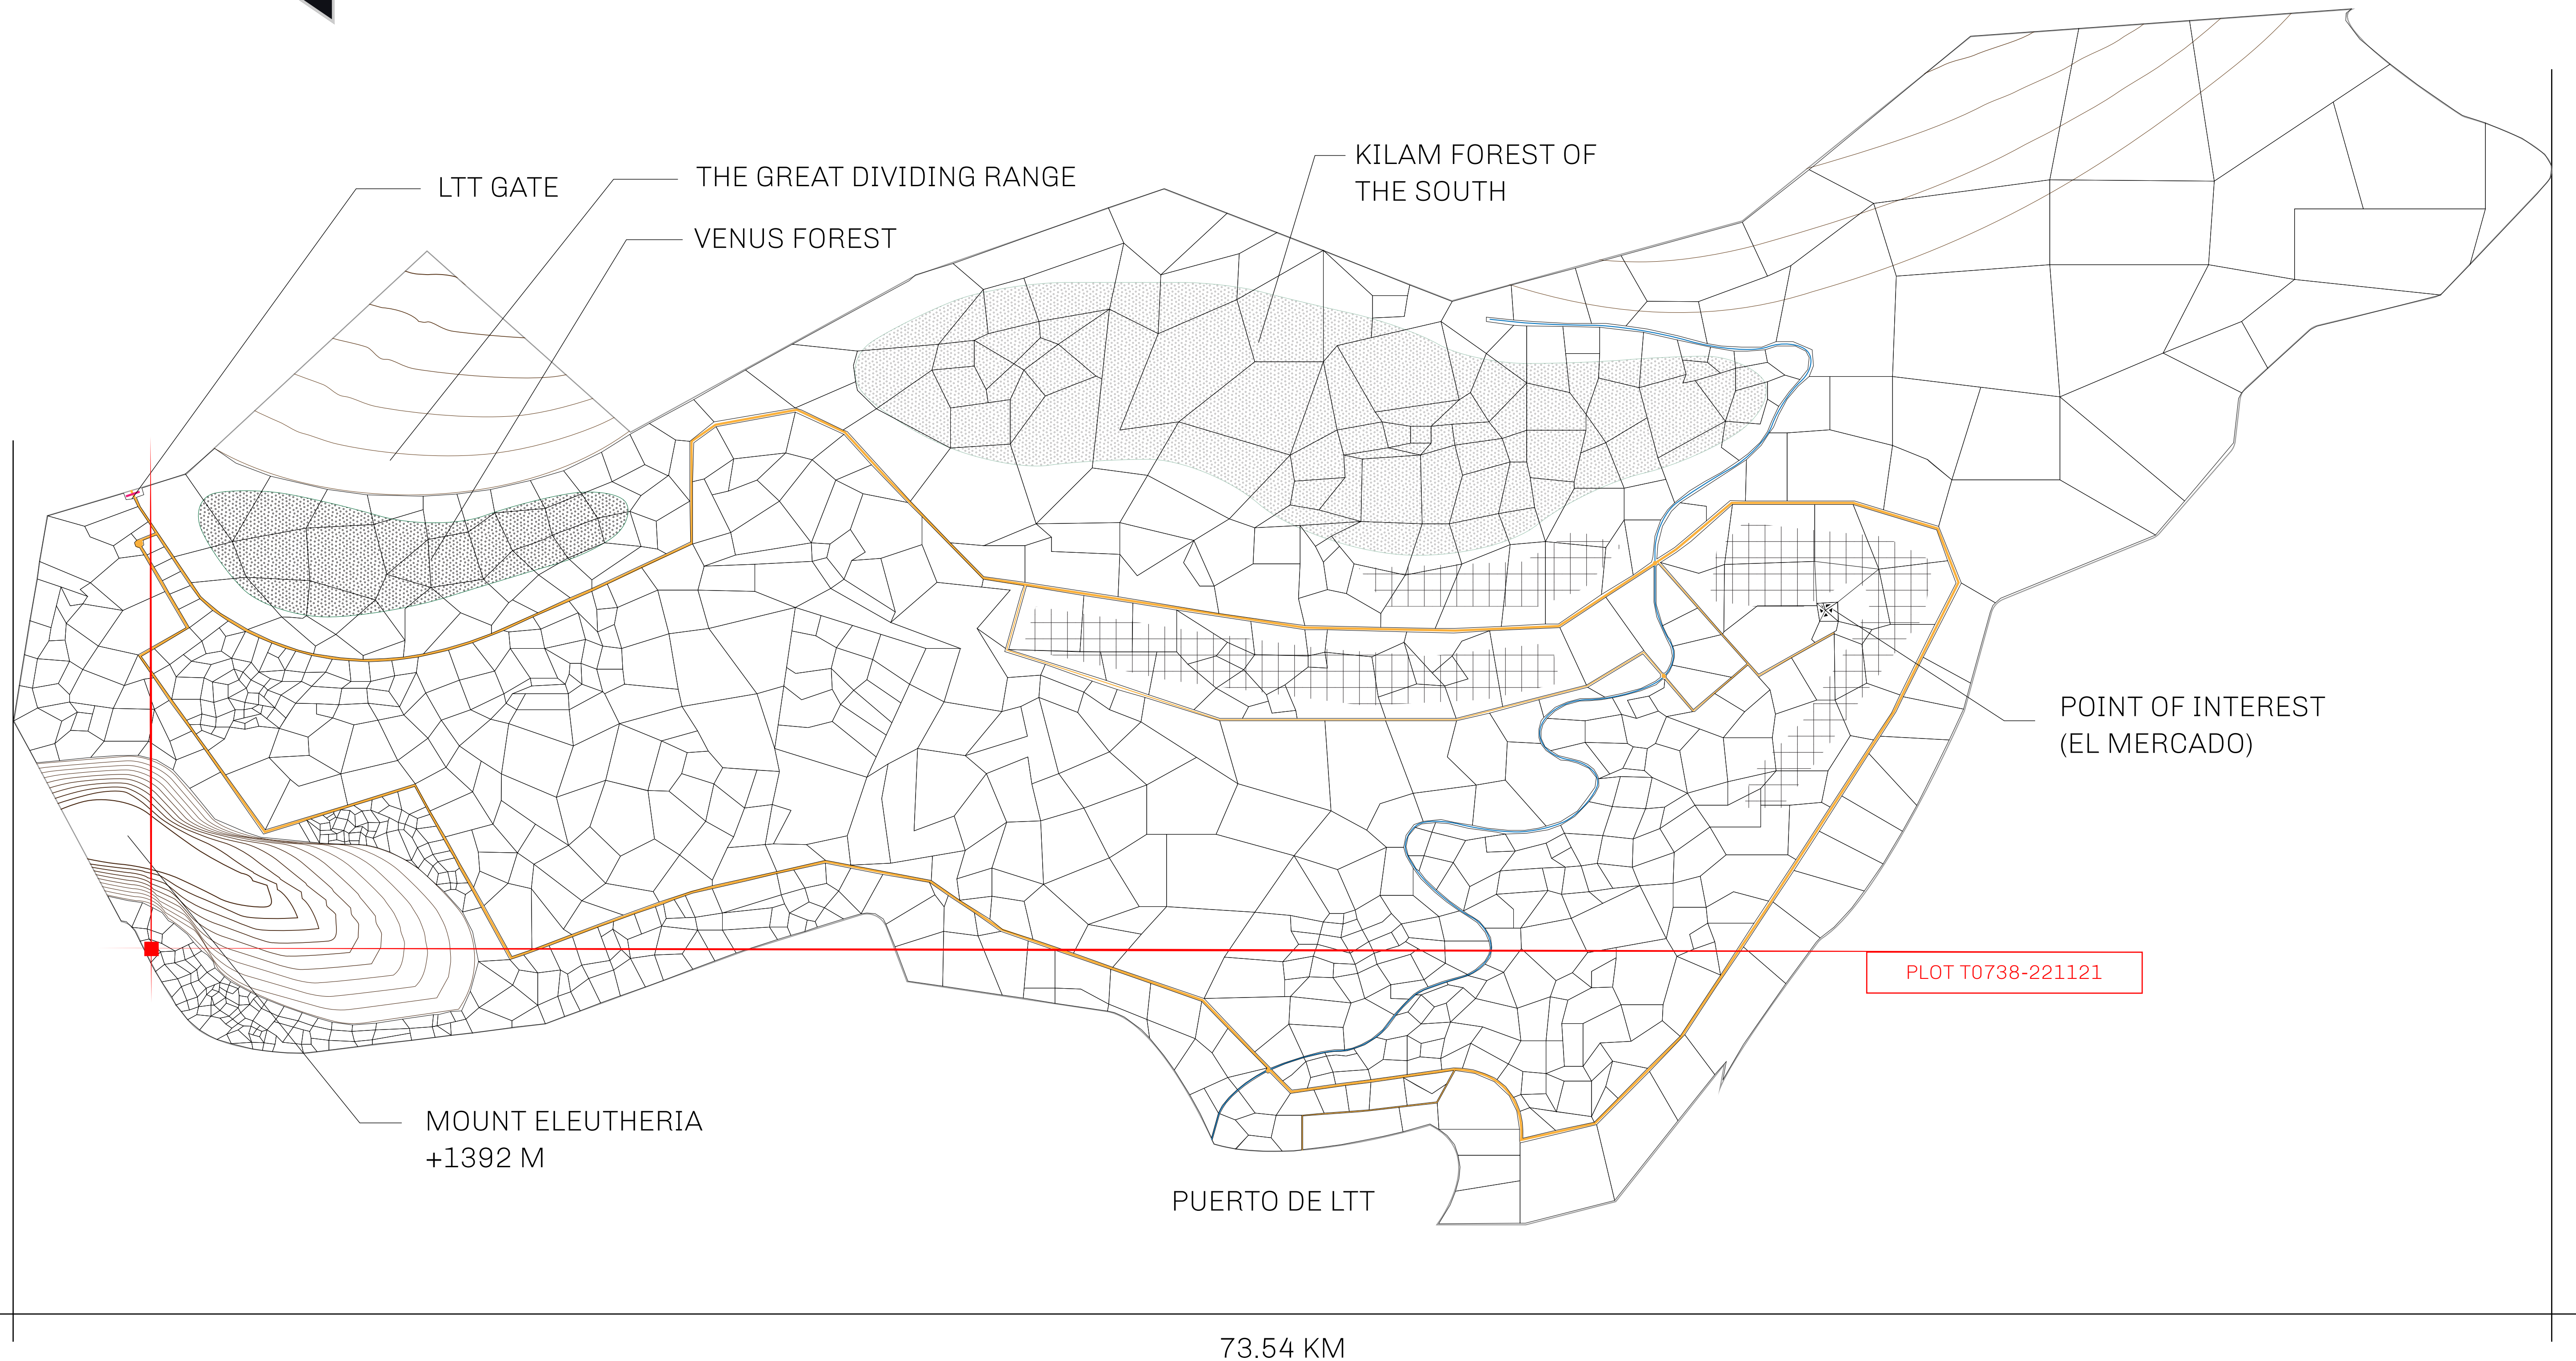 KILAM FOREST OF
THE SOUTH
LTT GATE
THE GREAT DIVIDING RANGE
VENUS FOREST
POINT OF INTEREST
(EL MERCADO)
PLOT T0738-221121
MOUNT ELEUTHERIA
+1392 M
PUERTO DE LTT
73.54 KM